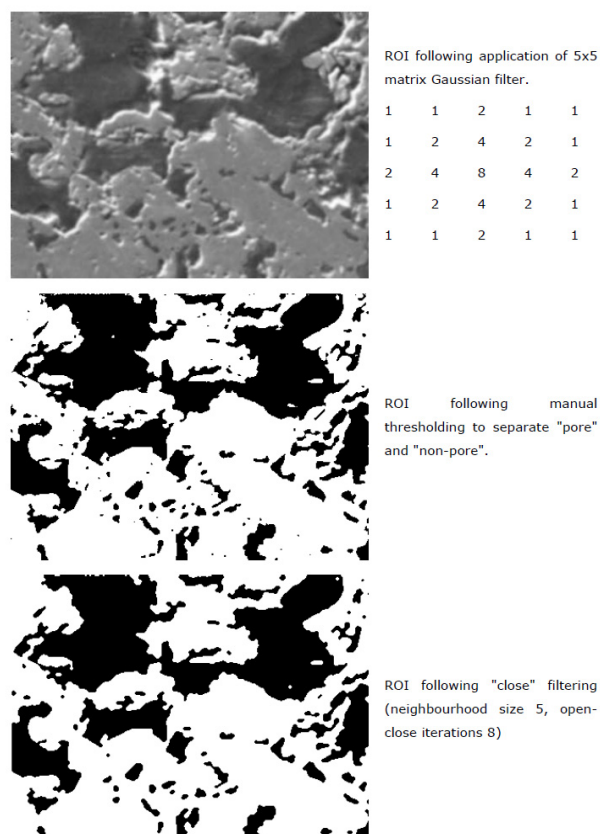 ROI following application of 5x5
matrix Gaussian filter.
1 1 2 1 1
1 2 4 2 1
2 4 8 4 2
1 2 4 2 1
1 1 2 1 1
ROI following manual
thresholding to separate "pore"
and "non-pore".
ROI following "close" filtering
(neighbourhood size 5, open-
close iterations 8)